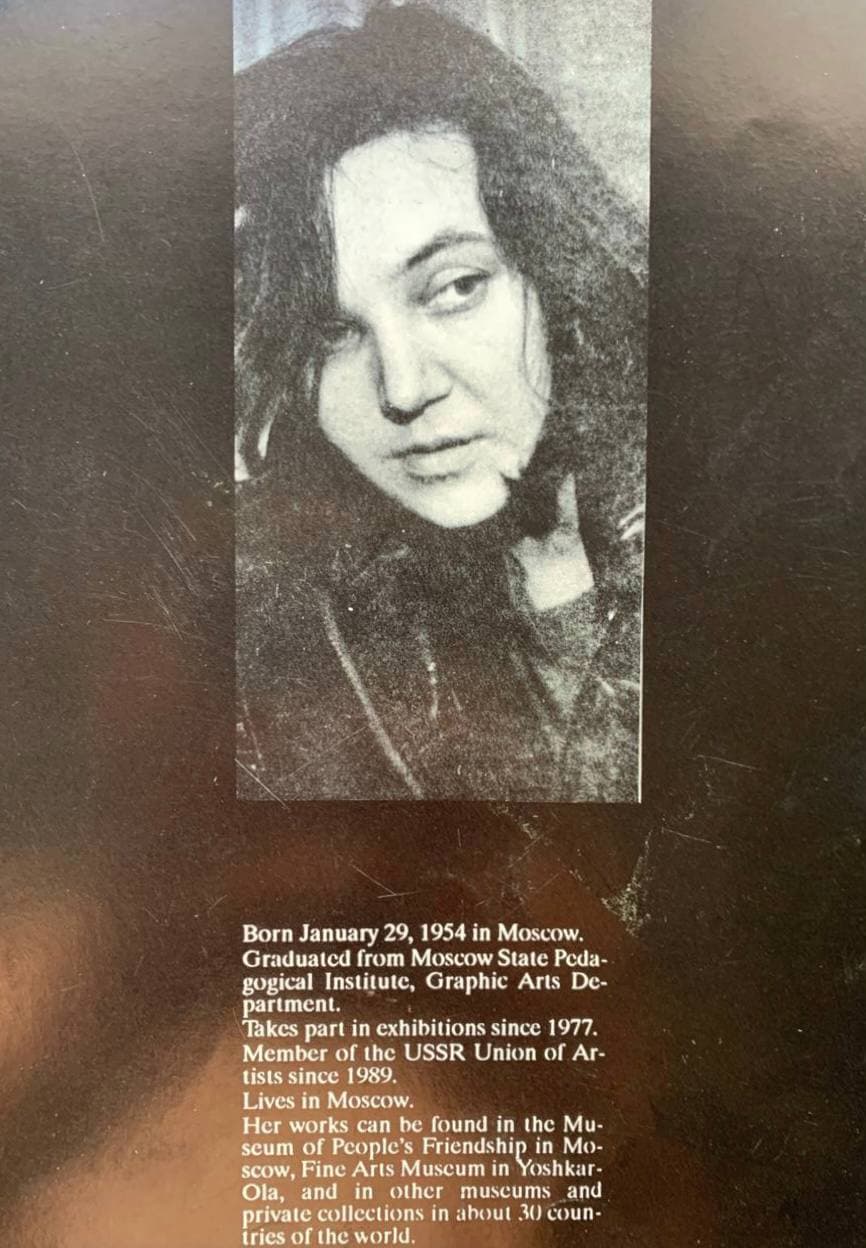 Born January 29, 1954 in Moscow.
Graduated from Moscow State Peda-
gogical Institute, Graphic Arts De-
partment.
Takes part in exhibitions since 1977.
Member of the USSR Union of Ar-
tists since 1989.
Lives in Moscow.
Her works can be found in the Mu-
seum of People's Friendship in Mo-
scow, Fine Arts Museum in Yoshkar-
Ola, and in other museums and
private collections in about 30 coun-
tries of the world.